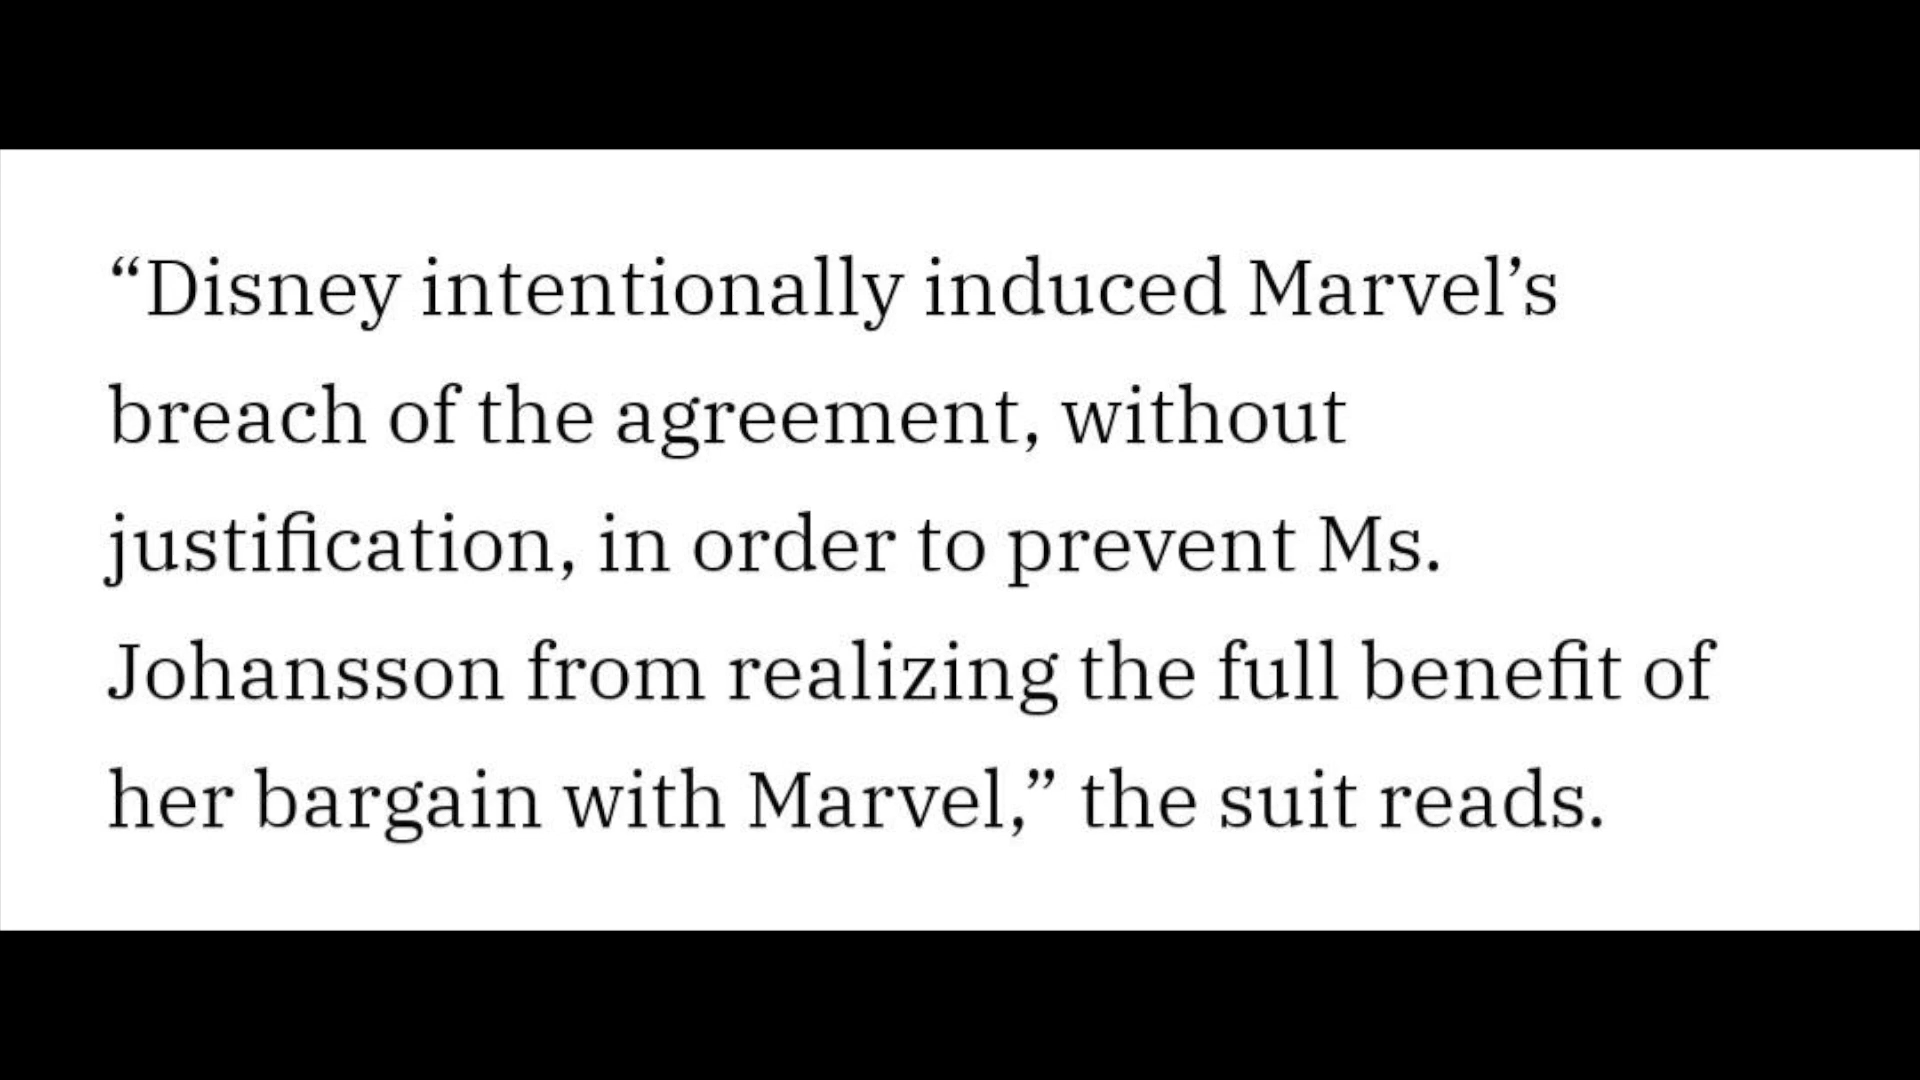 “Disney intentionally induced Marvel’s
breach of the agreement, without
justification, in order to prevent Ms.
Johansson from realizing the full benefit of
her bargain with Marvel,” the suit reads.